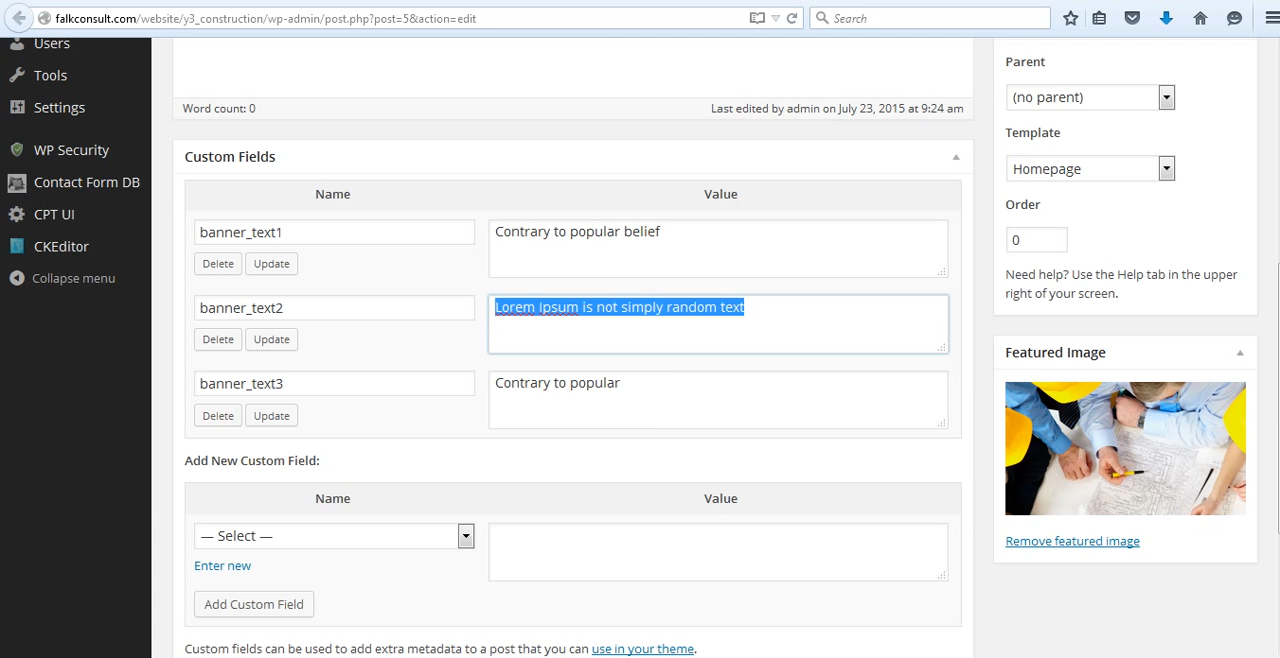 falkconsult.com/website/y3_construction/wp-admin/post.php?post=5&action=edit
Search
Users
Tools
Settings
WP Security
Contact Form DB
CPT UI
CKEditor
Collapse menu
Word count: 0
Last edited by admin on July 23, 2015 at 9:24 am
Custom Fields
Name
Value
banner_text1
Contrary to popular belief
Delete
Update
banner_text2
Lorem Ipsum is not simply random text
Delete
Update
banner_text3
Contrary to popular
Delete
Update
Add New Custom Field:
Name
Value
— Select —
Enter new
Add Custom Field
Custom fields can be used to add extra metadata to a post that you can use in your theme.
Parent
(no parent)
Template
Homepage
Order
0
Need help? Use the Help tab in the upper
right of your screen.
Featured Image
Remove featured image